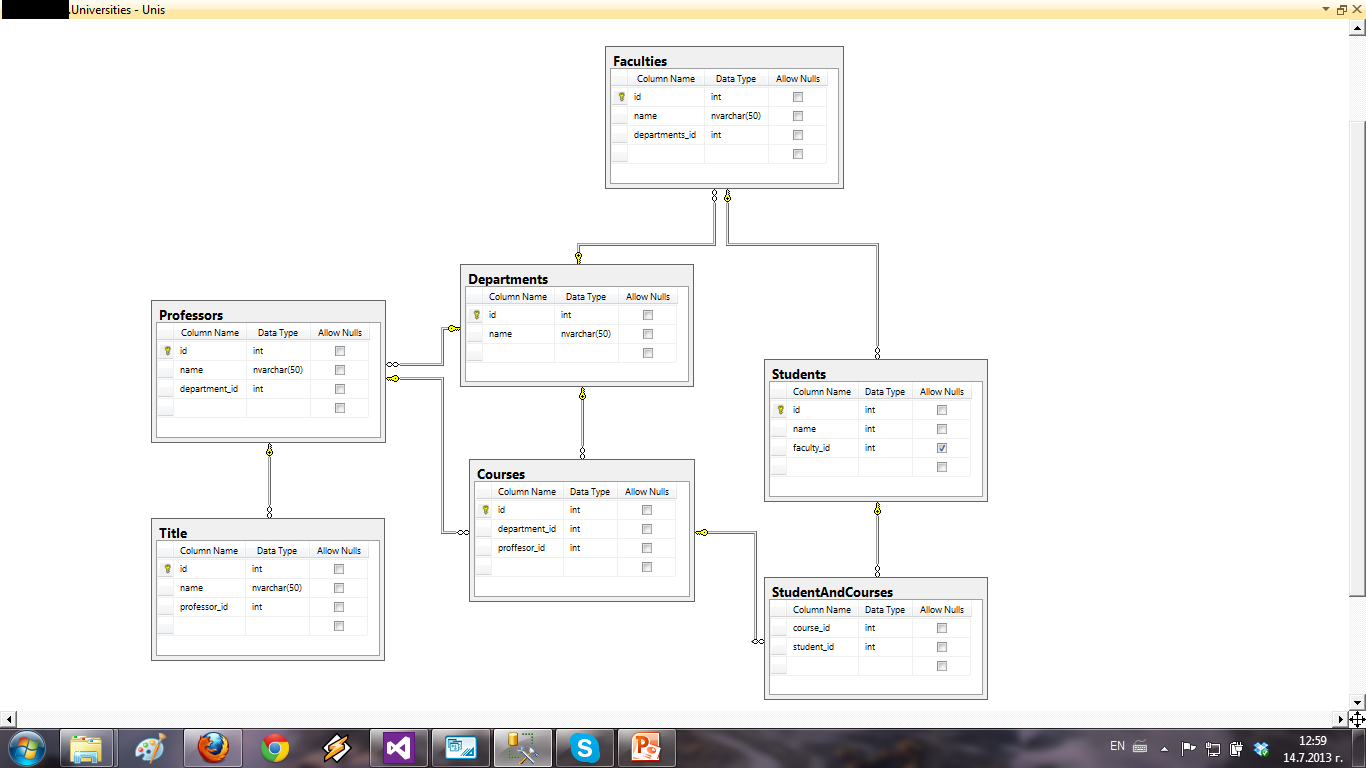 .Universities - Unis
Faculties
Column Name Data Type Allow Nulls
id int
name nvarchar(50)
departments_id int
Departments
Column Name Data Type Allow Nulls
id int
name nvarchar(50)
Professors
Column Name Data Type Allow Nulls
id int
name nvarchar(50)
department_id int
Students
Column Name Data Type Allow Nulls
id int
name int
faculty_id int
Courses
Column Name Data Type Allow Nulls
id int
department_id int
proffesor_id int
Title
Column Name Data Type Allow Nulls
id int
name nvarchar(50)
professor_id int
StudentAndCourses
Column Name Data Type Allow Nulls
course_id int
student_id int
EN
12:59
14.7.2013 г.